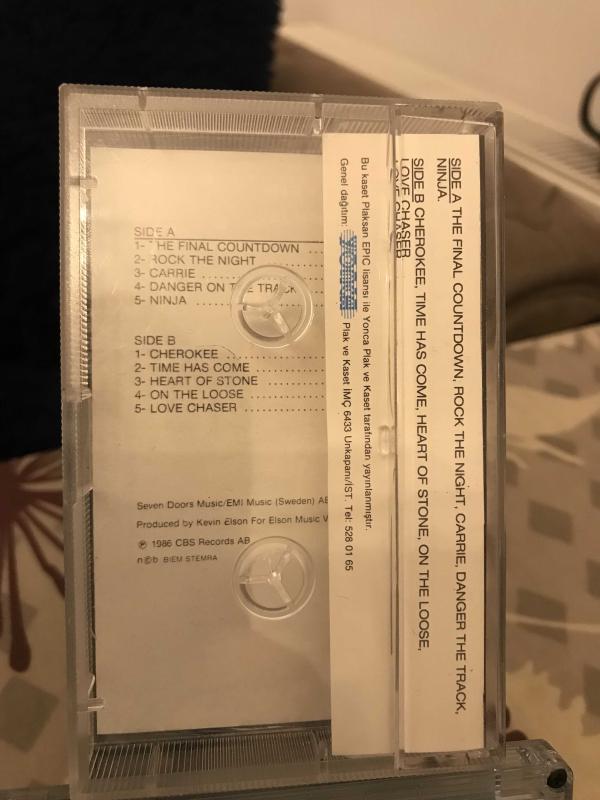 SIDE A
1- THE FINAL COUNTDOWN
2- ROCK THE NIGHT
3- CARRIE
4- DANGER ON THE TRACK
5- NINJA
SIDE B
1- CHEROKEE
2- TIME HAS COME
3- HEART OF STONE
4- ON THE LOOSE
5- LOVE CHASER
Seven Doors Music/EMI Music (Sweden) AB
Produced by Kevin Elson For Elson Music
℗ 1986 CBS Records AB
n©b BIEM STEMRA
Bu kaset Plaksan EPIC lisansı ile Yonca Plak ve Kaset tarafından yayınlanmıştır.
Genel dağıtım: yonca Plak ve Kaset İMÇ 6433 Unkapanı/İST. Tel: 528 01 65
SIDE A THE FINAL COUNTDOWN, ROCK THE NIGHT, CARRIE, DANGER THE TRACK,
NINJA.
SIDE B CHEROKEE, TIME HAS COME, HEART OF STONE, ON THE LOOSE,
LOVE CHASER